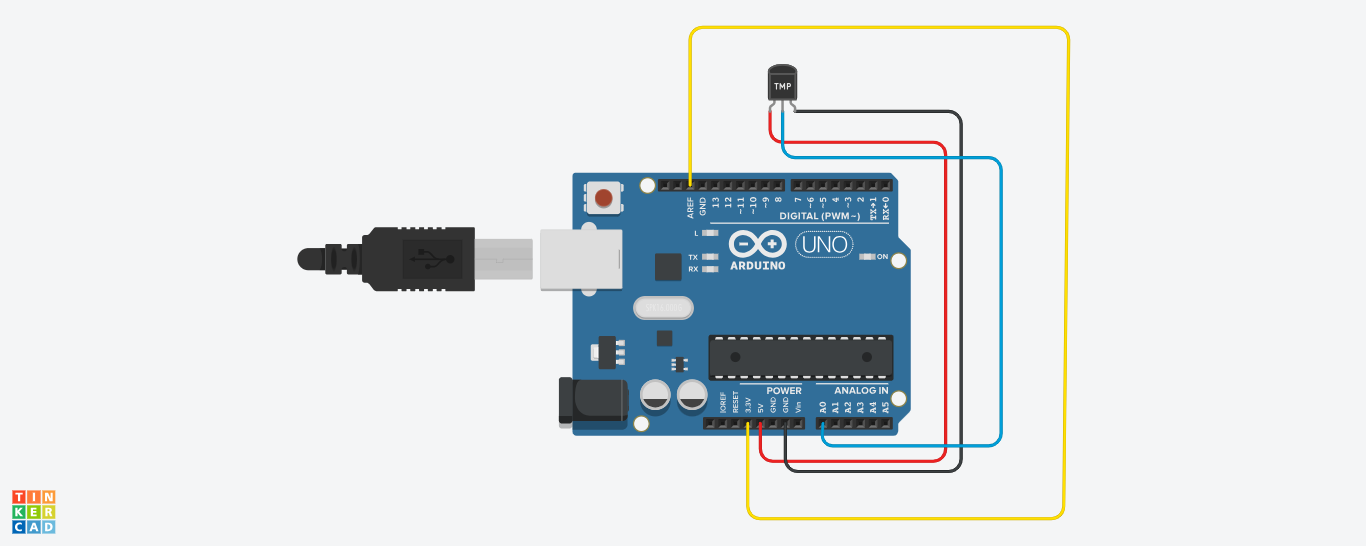 TMP
AREF
GND
13
12
~11
~10
~9
8
7
~6
~5
4
~3
2
TX→1
RX←0
DIGITAL (PWM~)
L
TX
RX
ARDUINO
UNO
ON
POWER
ANALOG IN
IOREF
RESET
3.3V
5V
GND
GND
Vin
A0
A1
A2
A3
A4
A5
TIN
KER
CAD